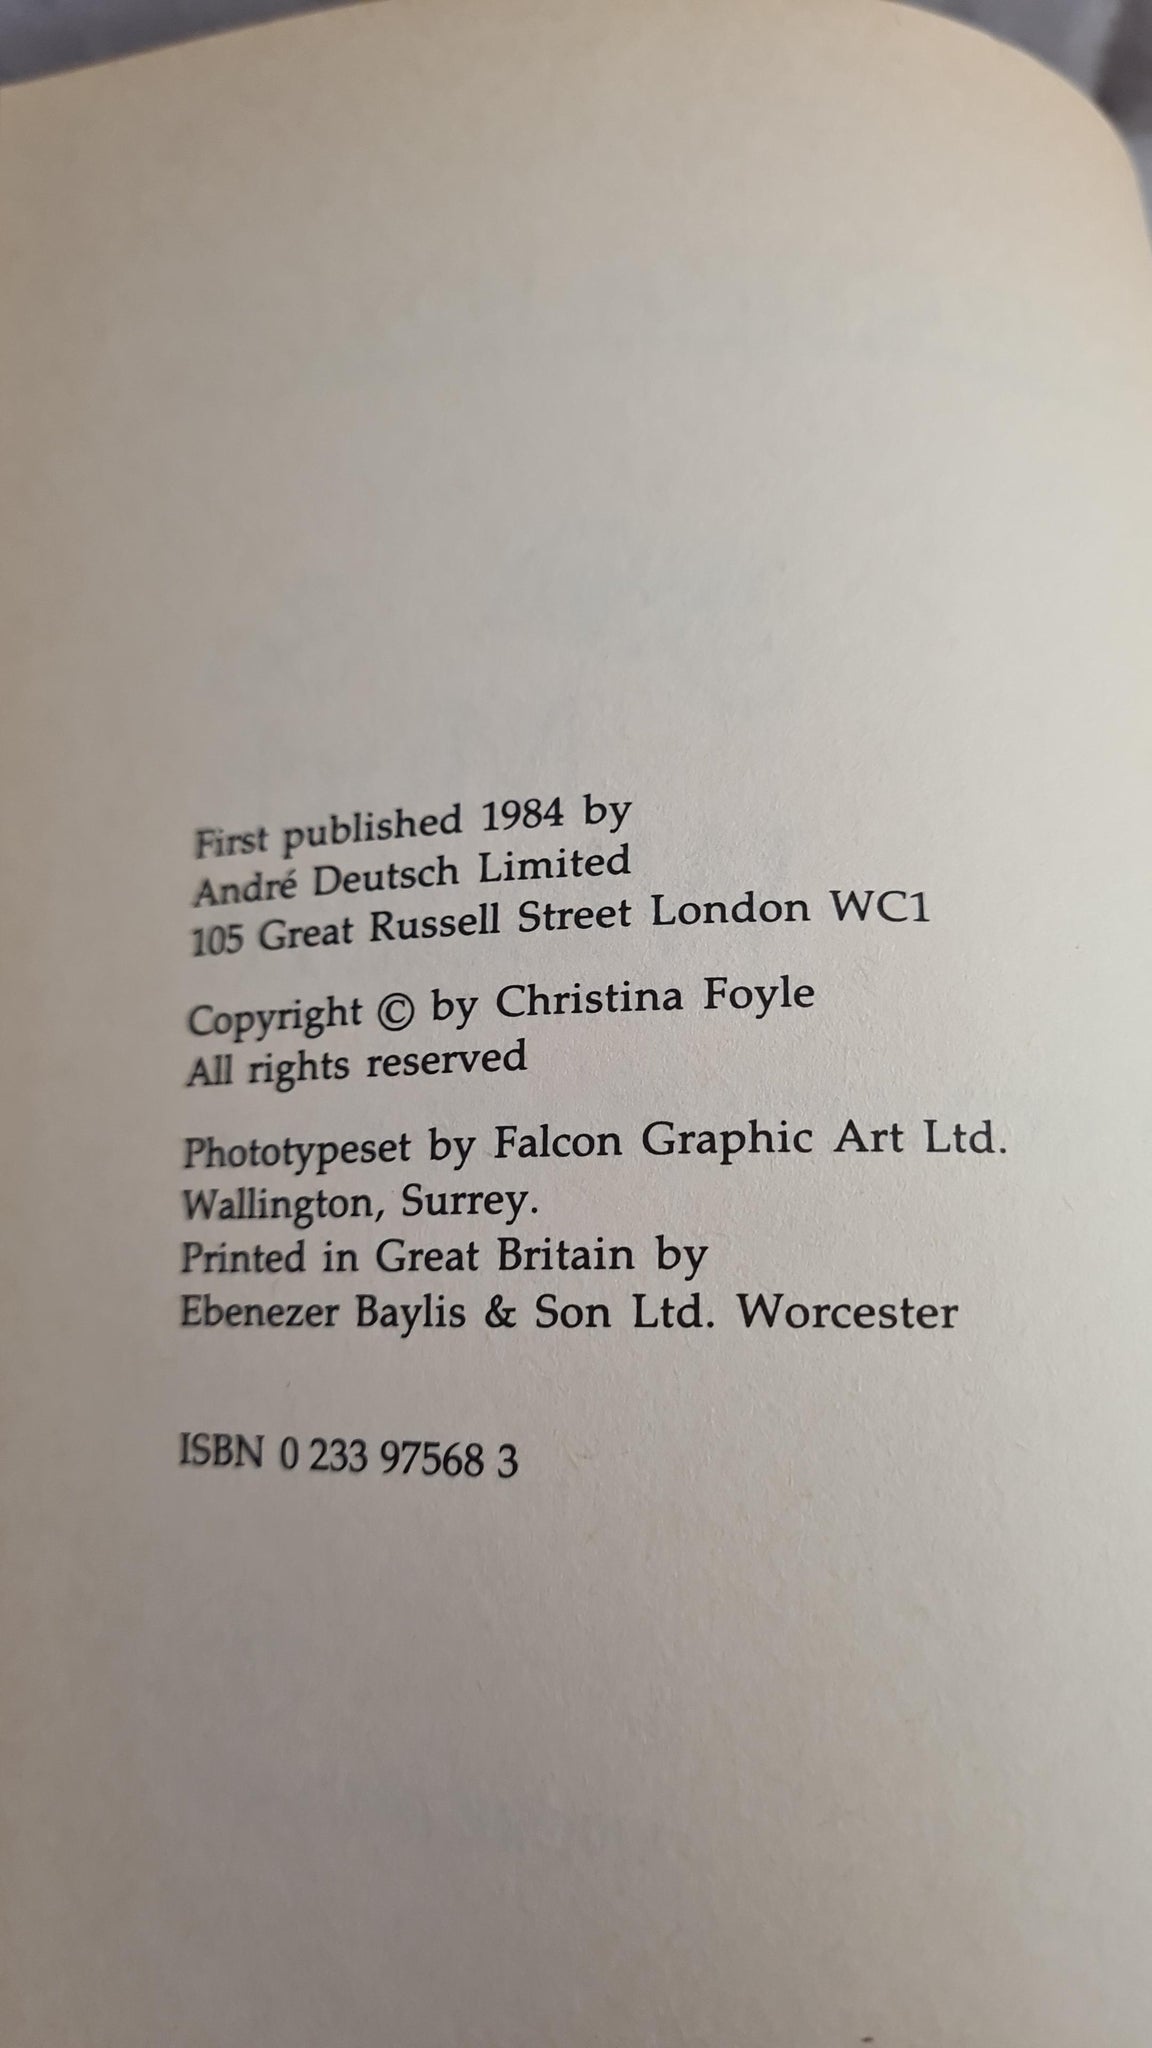 First published 1984 by
André Deutsch Limited
105 Great Russell Street London WC1
Copyright © by Christina Foyle
All rights reserved
Phototypeset by Falcon Graphic Art Ltd.
Wallington, Surrey.
Printed in Great Britain by
Ebenezer Baylis & Son Ltd. Worcester
ISBN 0 233 97568 3